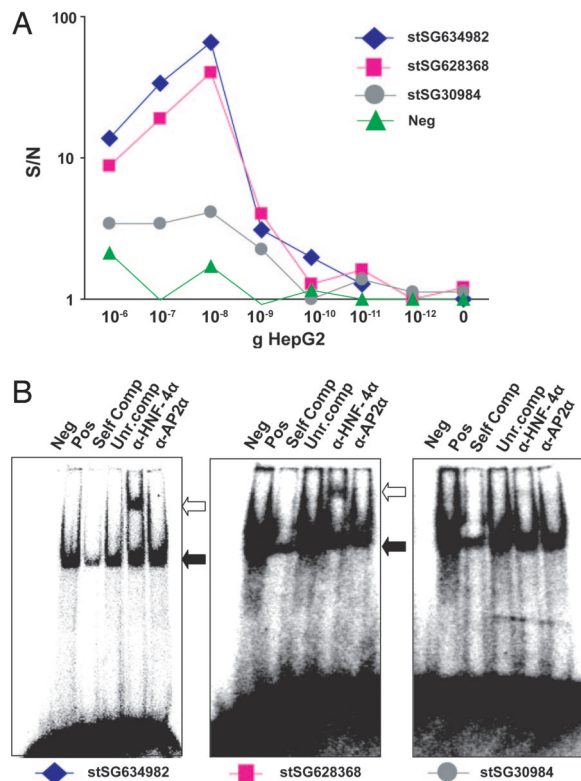 A
100
10
1
S/N
10-6
10-7
10-8
10-9
10-10
10-11
10-12
0
g HepG2
stSG634982
stSG628368
stSG30984
Neg
B
Neg Pos Self Comp Unr.comp α-HNF-4α α-AP2α
Neg Pos Self Comp Unr.comp α-HNF-4α α-AP2α
Neg Pos Self Comp Unr.comp α-HNF-4α α-AP2α
stSG634982
stSG628368
stSG30984